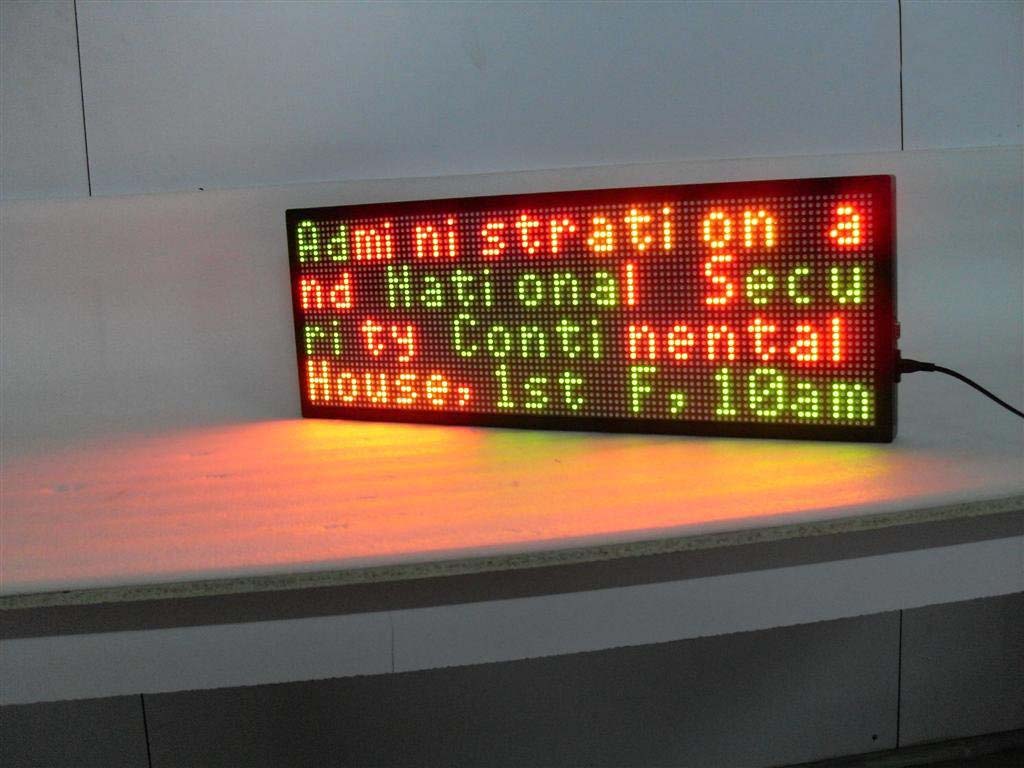 Administration a
nd National Secu
rity Continental
House, 1st F, 10am